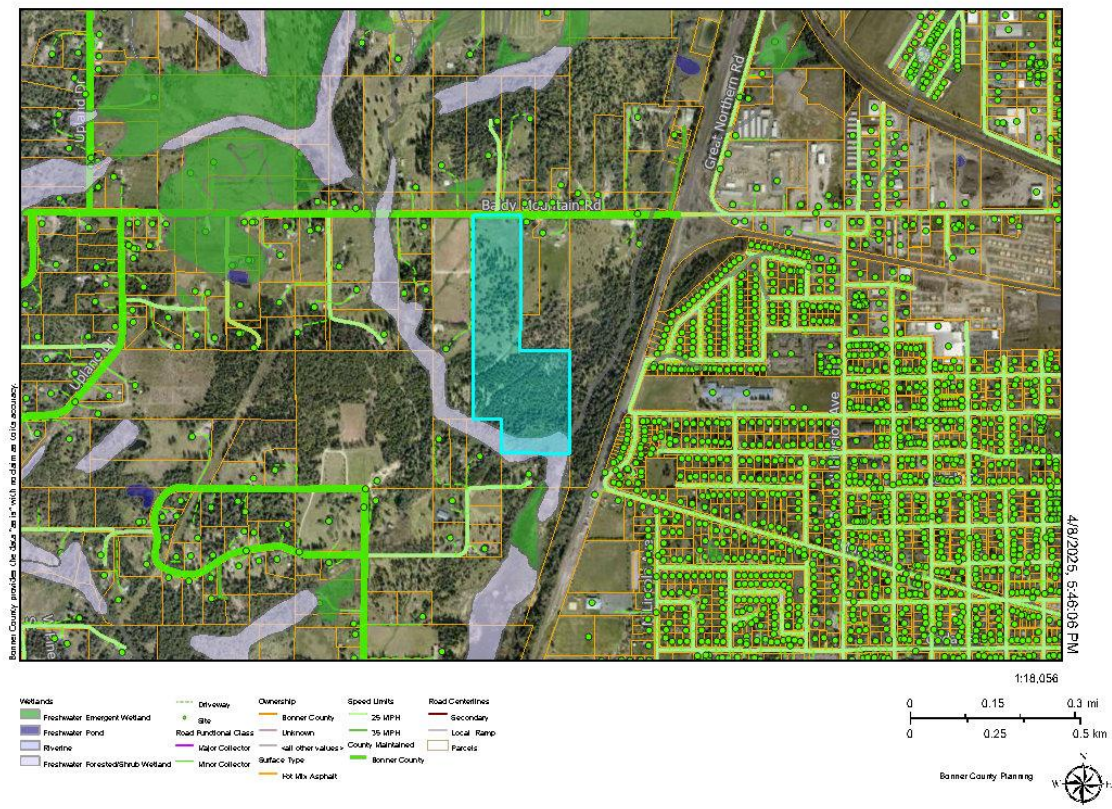 Upland Dr
Great Northern Rd
Baldy Mountain Rd
Upland Dr
Bonner County provides the data "as is" with no claim as to its accuracy.
4/8/2025, 5:46:06 PM
1:18,056
Wetlands
Freshwater Emergent Wetland
Freshwater Pond
Riverine
Freshwater Forested/Shrub Wetland
Driveway
Site
Road Functional Class
Major Collector
Minor Collector
Ownership
Bonner County
Unknown
<all other values>
Surface Type
Hot Mix Asphalt
Speed Limits
25 MPH
35 MPH
County Maintained
Bonner County
Road Centerlines
Secondary
Local Ramp
Parcels
0 0.15 0.3 mi
0 0.25 0.5 km
Bonner County Planning
N
W
E
S